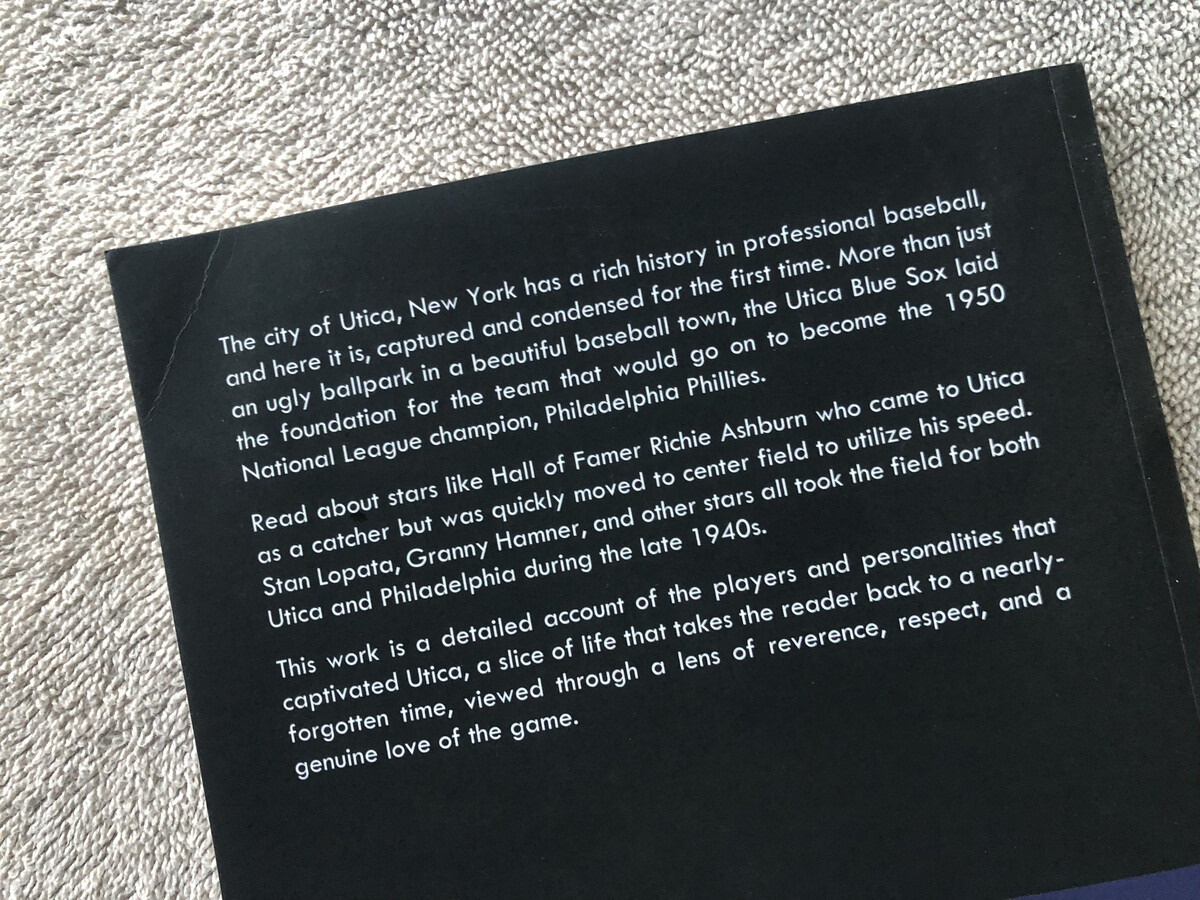 The city of Utica, New York has a rich history in professional baseball,
and here it is, captured and condensed for the first time. More than just
an ugly ballpark in a beautiful baseball town, the Utica Blue Sox laid
the foundation for the team that would go on to become the 1950
National League champion, Philadelphia Phillies.
Read about stars like Hall of Famer Richie Ashburn who came to Utica
as a catcher but was quickly moved to center field to utilize his speed.
Stan Lopata, Granny Hamner, and other stars all took the field for both
Utica and Philadelphia during the late 1940s.
This work is a detailed account of the players and personalities that
captivated Utica, a slice of life that takes the reader back to a nearly-
forgotten time, viewed through a lens of reverence, respect, and a
genuine love of the game.